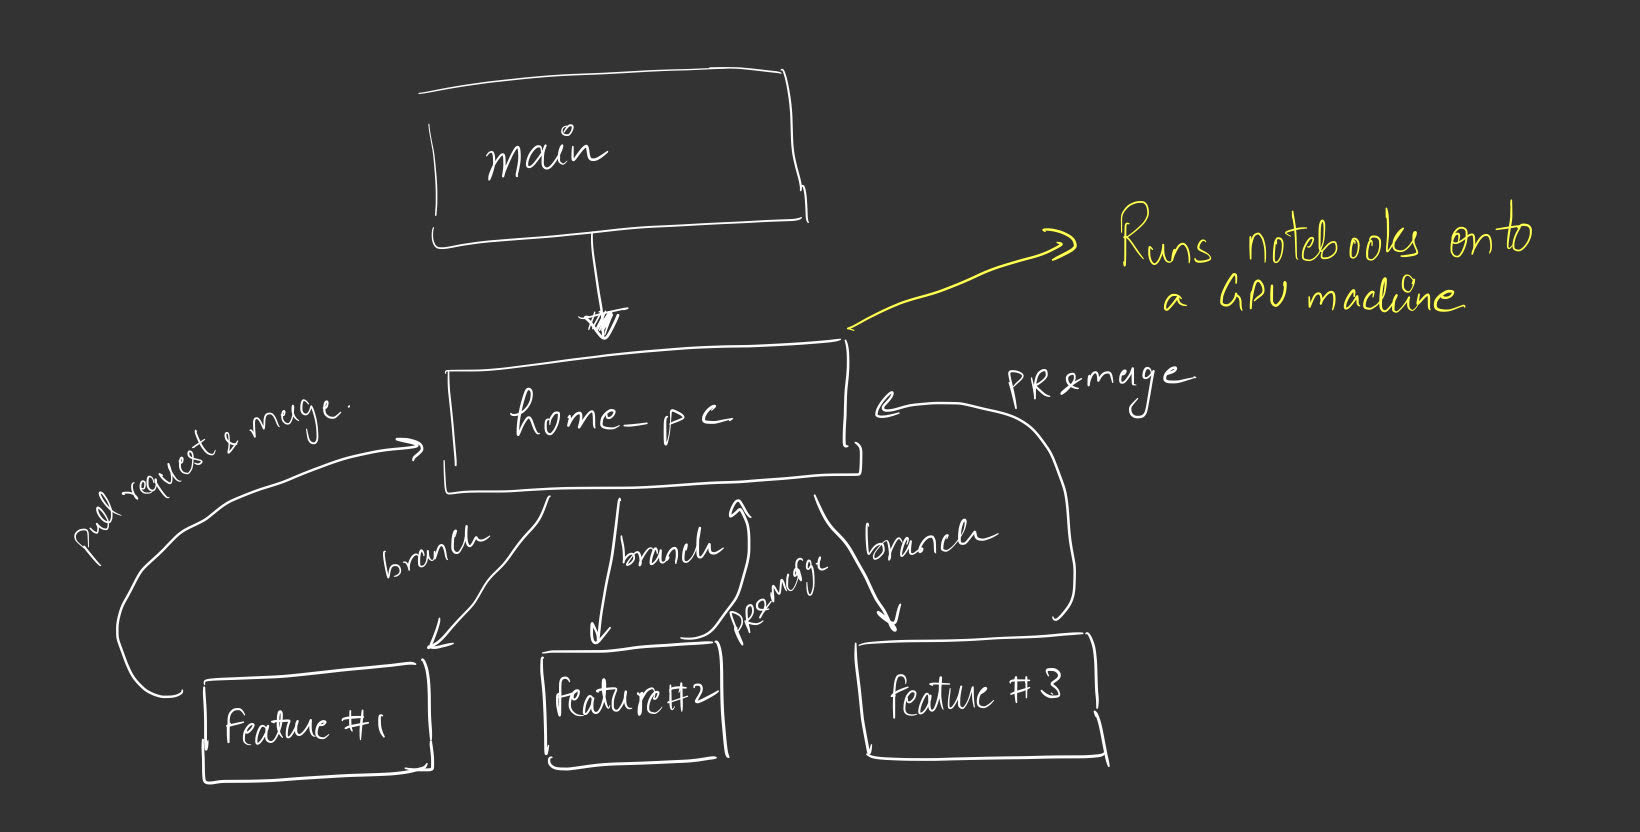 main
Runs notebooks onto
a GPU machine
PR & merge
home_pc
pull request & merge.
branch
branch
branch
PR & merge
Feature #1
Feature #2
Feature #3